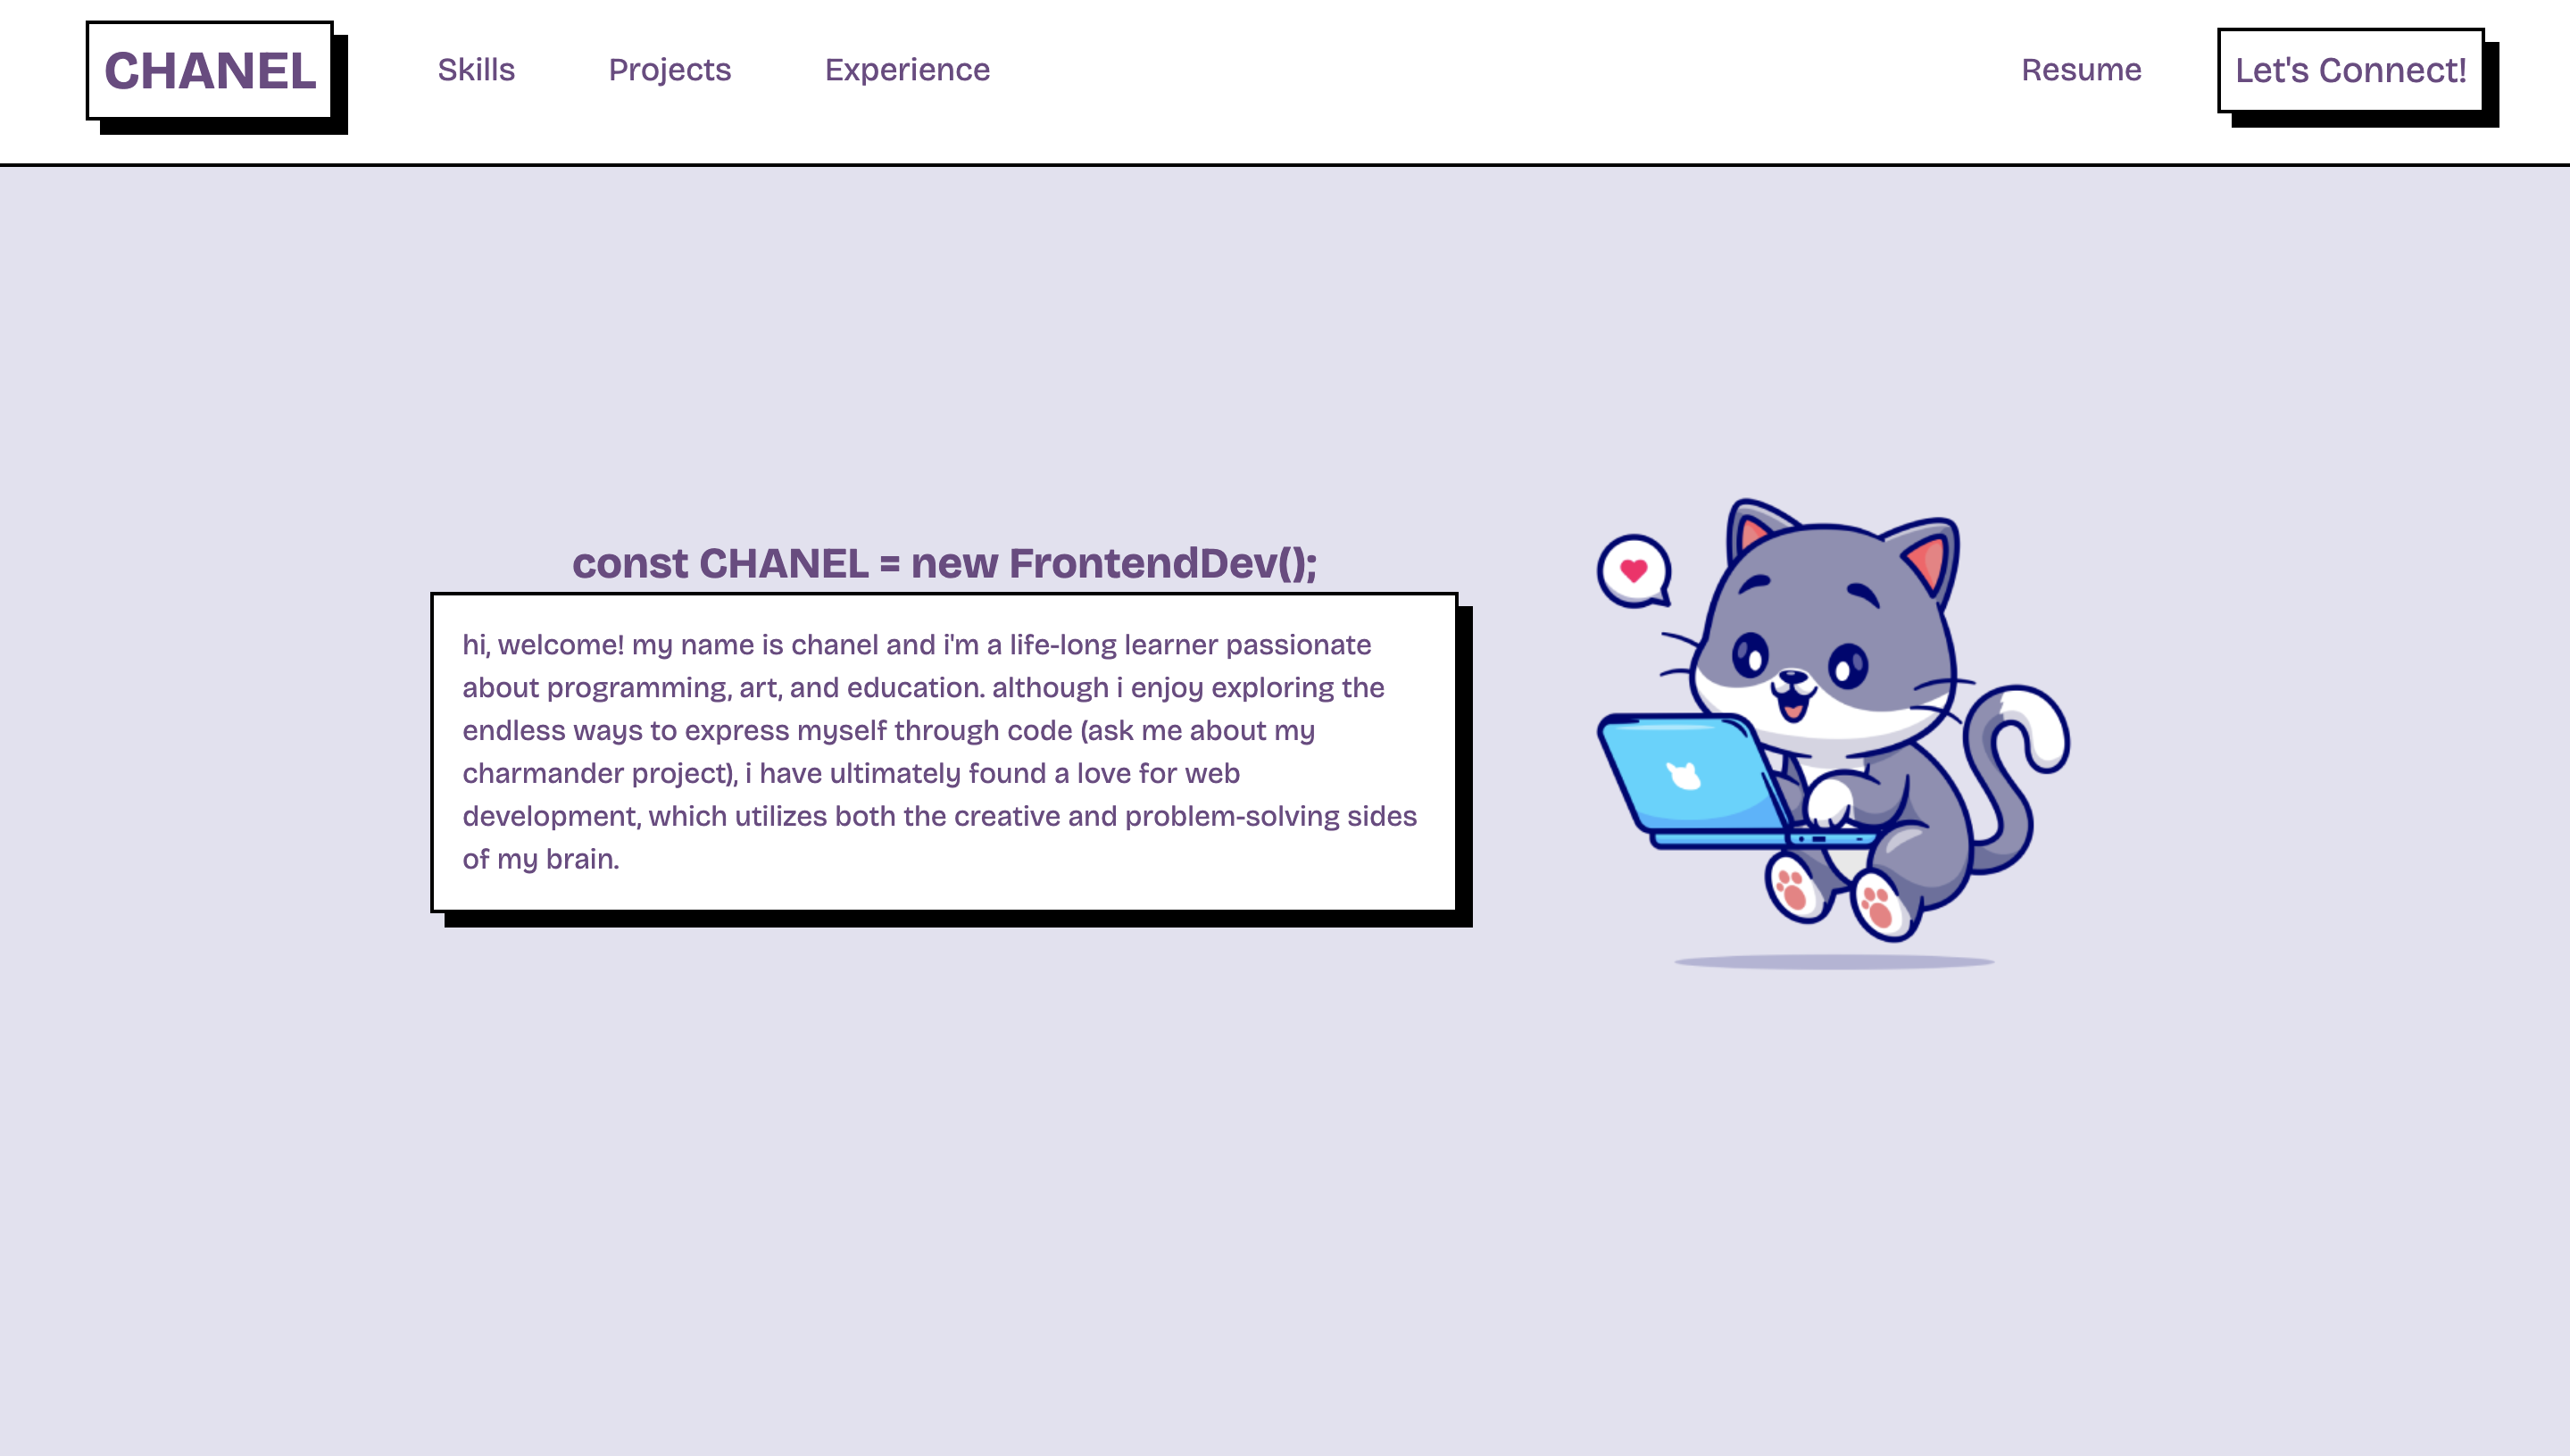 CHANEL
Skills
Projects
Experience
Resume
Let's Connect!
const CHANEL = new FrontendDev();
hi, welcome! my name is chanel and i'm a life-long learner passionate
about programming, art, and education. although i enjoy exploring the
endless ways to express myself through code (ask me about my
charmander project), i have ultimately found a love for web
development, which utilizes both the creative and problem-solving sides
of my brain.